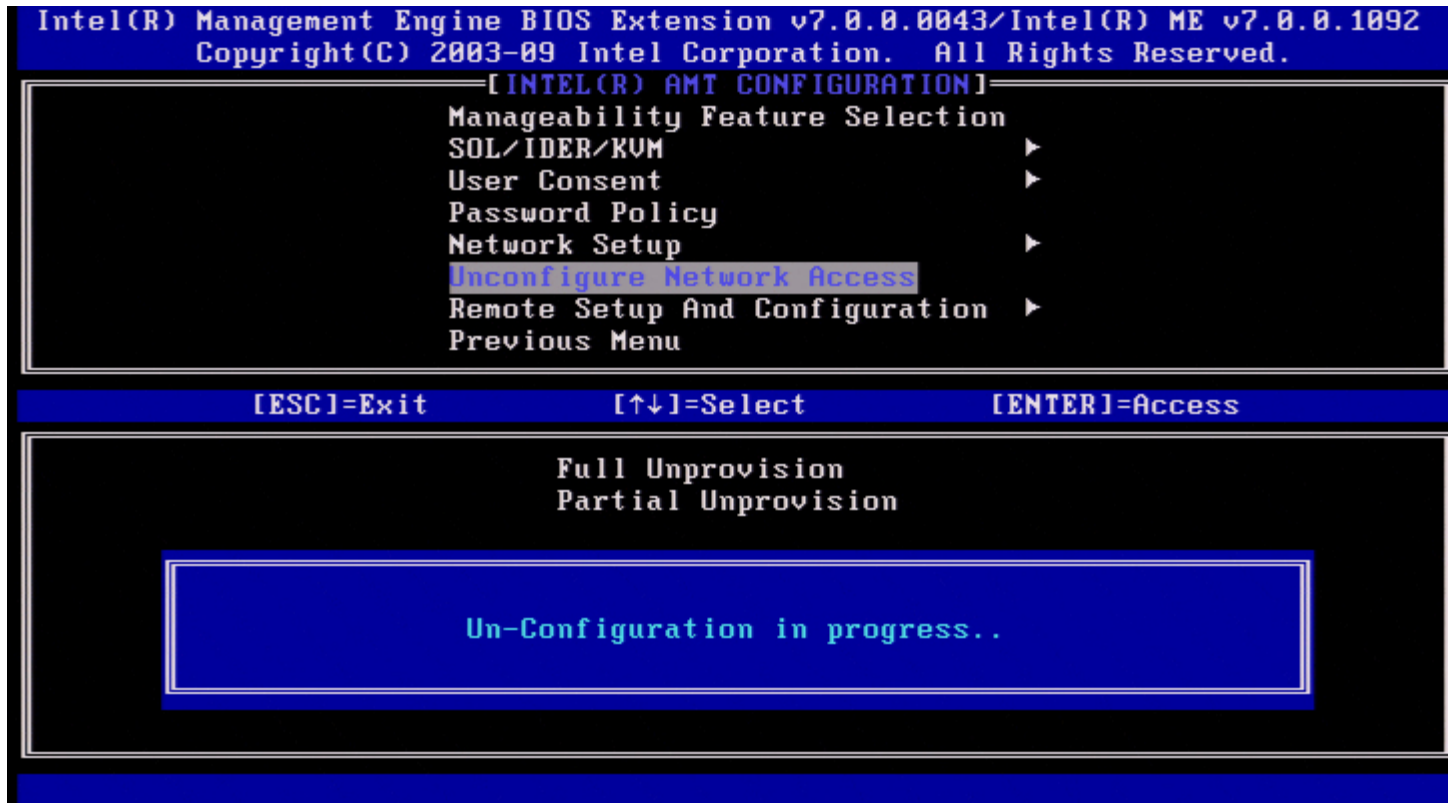 Intel(R) Management Engine BIOS Extension v7.0.0.0043/Intel(R) ME v7.0.0.1092
Copyright(C) 2003-09 Intel Corporation. All Rights Reserved.
[INTEL(R) AMT CONFIGURATION]
Manageability Feature Selection
SOL/IDER/KVM ►
User Consent ►
Password Policy
Network Setup ►
Unconfigure Network Access
Remote Setup And Configuration ►
Previous Menu
[ESC]=Exit [↑↓]=Select [ENTER]=Access
Full Unprovision
Partial Unprovision
Un-Configuration in progress..